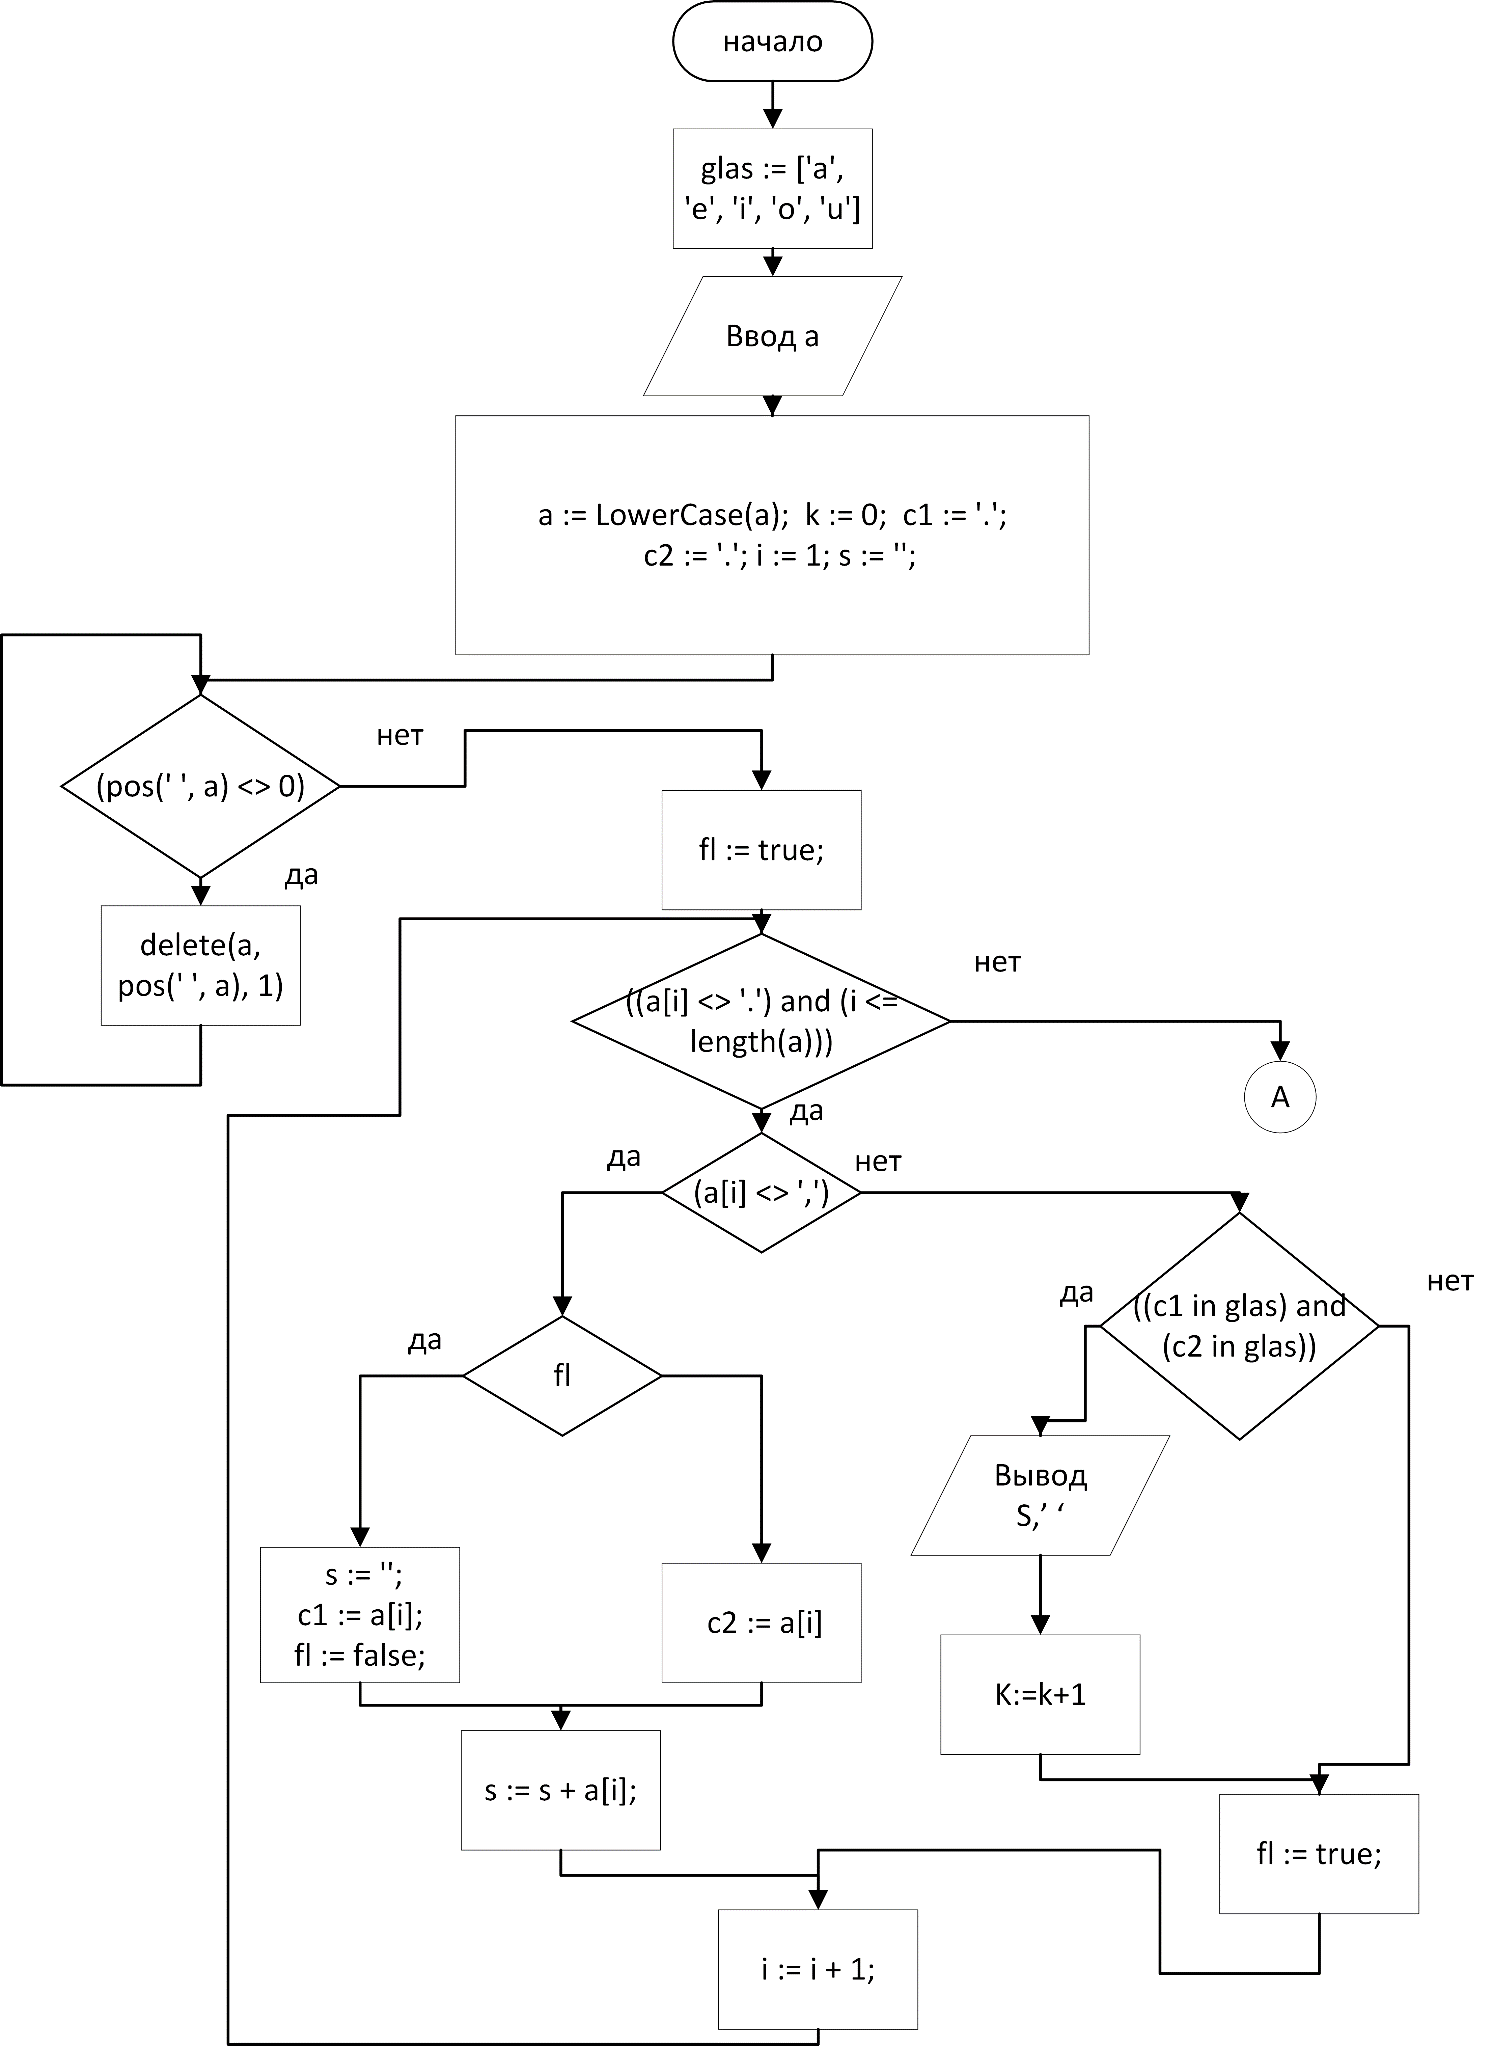 начало
glas := ['a',
'e', 'i', 'o', 'u']
Ввод a
a := LowerCase(a);  k := 0;  c1 := '.';
c2 := '.'; i := 1; s := '';
(pos(' ', a) <> 0)
нет
да
delete(a,
pos(' ', a), 1)
fl := true;
((a[i] <> '.') and (i <=
length(a)))
нет
А
да
(a[i] <> ',')
да
нет
((c1 in glas) and
(c2 in glas))
да
нет
fl
да
s := '';
c1 := a[i];
fl := false;
c2 := a[i]
Вывод
S,’ ‘
K:=k+1
s := s + a[i];
fl := true;
i := i + 1;